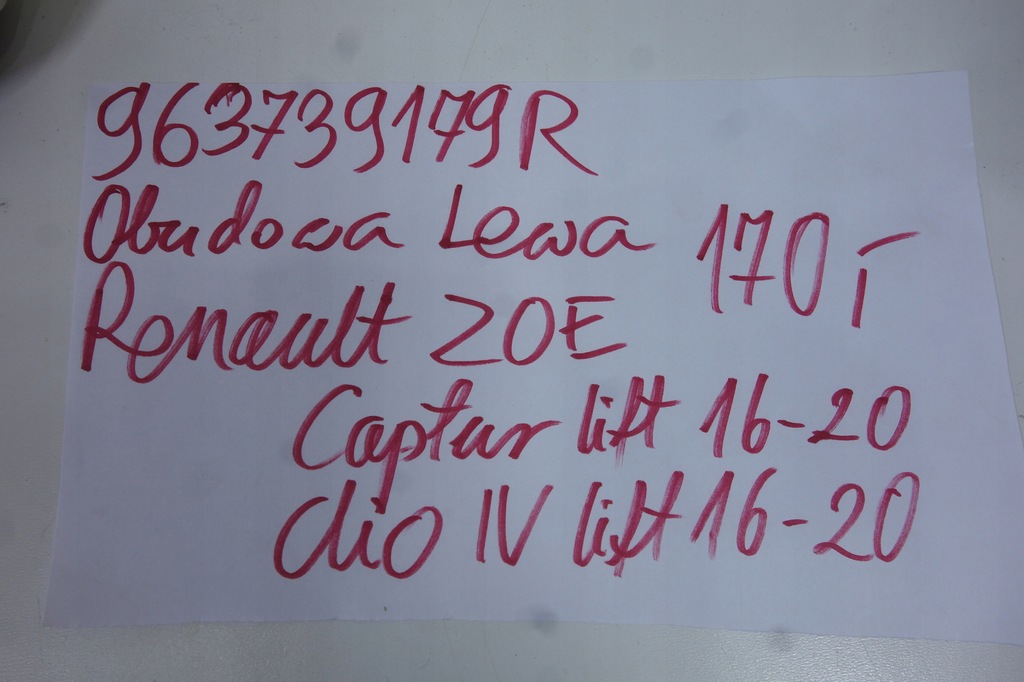 963739179R
Obudowa Lewa 170,-
Renault ZOE
Captur lift 16-20
Clio IV lift 16-20